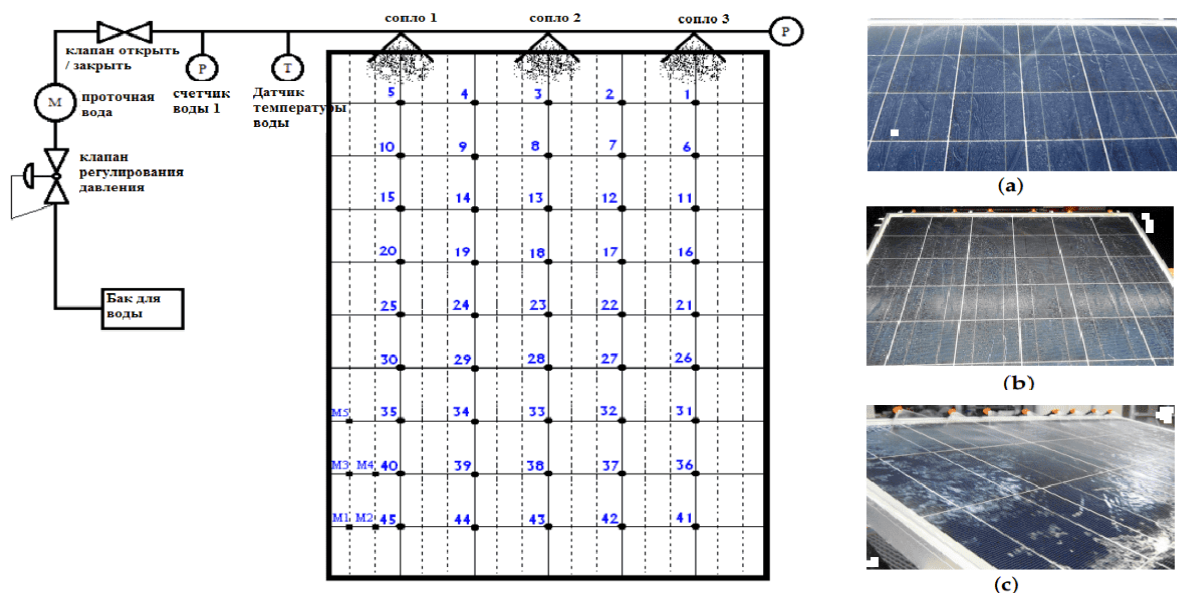 сопло 1
сопло 2
сопло 3
P
клапан открыть
/ закрыть
P
T
счетчик
воды 1
Датчик
температуры
воды
M
проточная
вода
клапан
регулирования
давления
Бак для
воды
5 4 3 2 1
10 9 8 7 6
15 14 13 12 11
20 19 18 17 16
25 24 23 22 21
30 29 28 27 26
M5 35 34 33 32 31
M3 M4 40 39 38 37 36
M1 M2 45 44 43 42 41
(a)
(b)
(c)